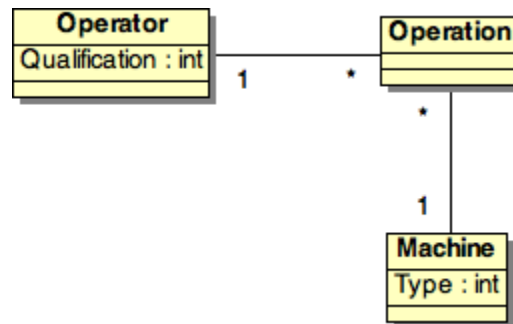 Operator
Qualification : int
Operation
1
*
*
1
Machine
Type : int